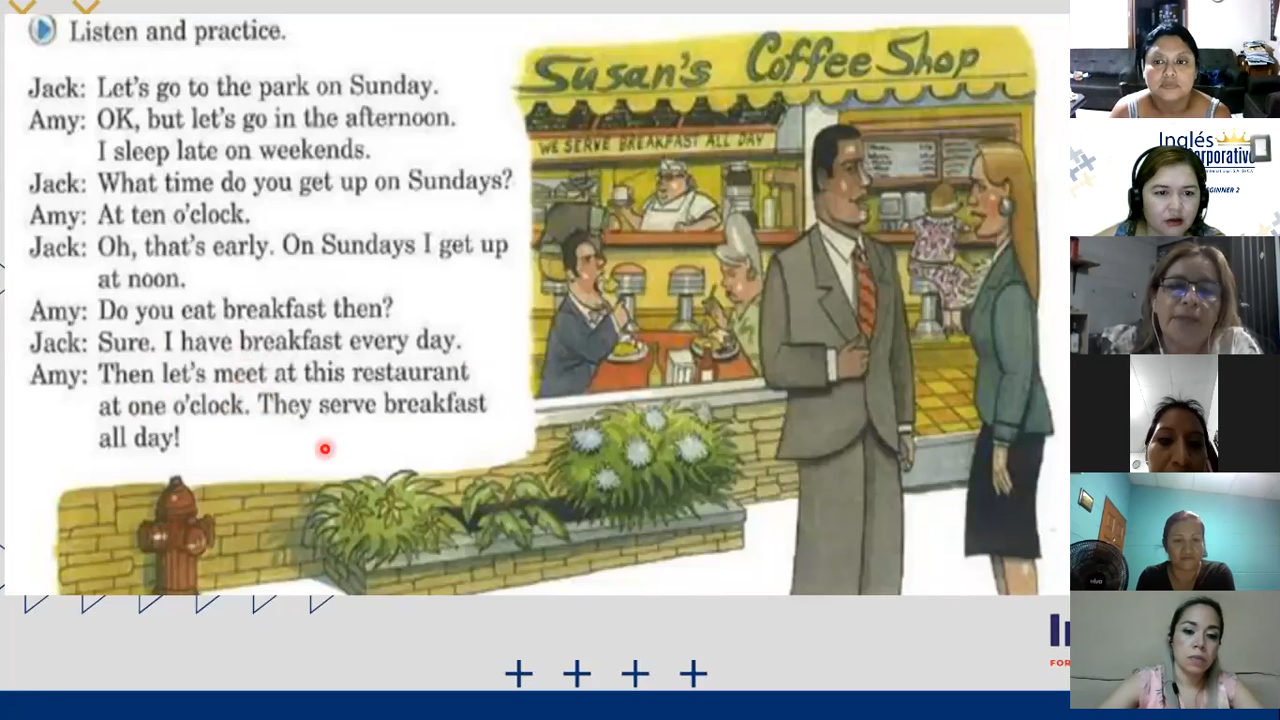 Listen and practice.
Jack: Let's go to the park on Sunday.
Amy: OK, but let's go in the afternoon.
I sleep late on weekends.
Jack: What time do you get up on Sundays?
Amy: At ten o'clock.
Jack: Oh, that's early. On Sundays I get up
at noon.
Amy: Do you eat breakfast then?
Jack: Sure. I have breakfast every day.
Amy: Then let's meet at this restaurant
at one o'clock. They serve breakfast
all day!
Susan's Coffee Shop
WE SERVE BREAKFAST ALL DAY
Inglés
EGINNER 2
FOR